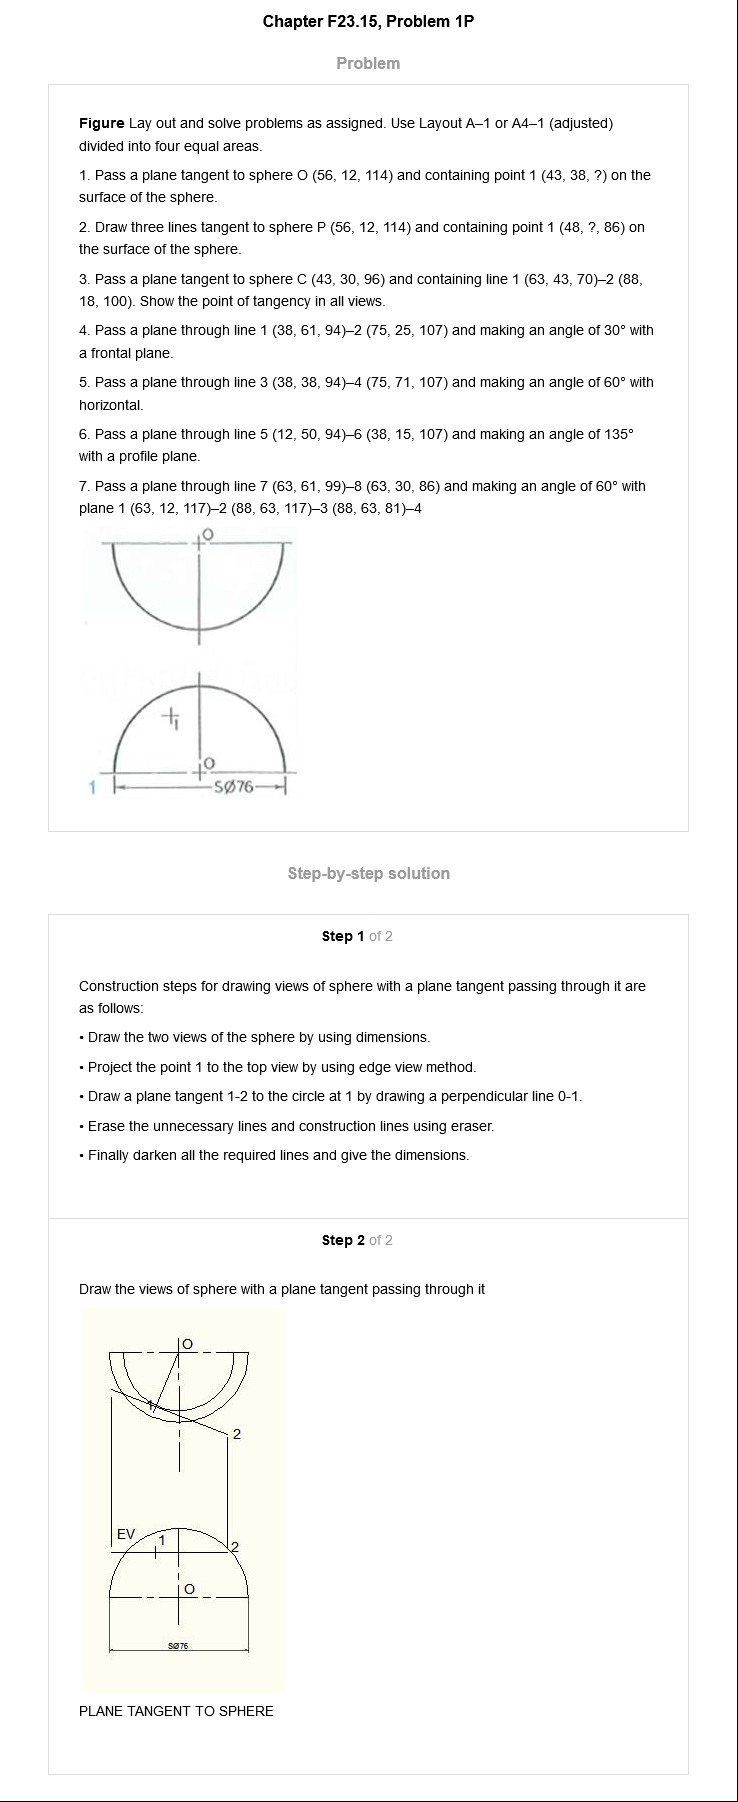 Chapter F23.15, Problem 1P
Problem
Figure Lay out and solve problems as assigned. Use Layout A–1 or A4–1 (adjusted)
divided into four equal areas.
1. Pass a plane tangent to sphere O (56, 12, 114) and containing point 1 (43, 38, ?) on the
surface of the sphere.
2. Draw three lines tangent to sphere P (56, 12, 114) and containing point 1 (48, ?, 86) on
the surface of the sphere.
3. Pass a plane tangent to sphere C (43, 30, 96) and containing line 1 (63, 43, 70)–2 (88,
18, 100). Show the point of tangency in all views.
4. Pass a plane through line 1 (38, 61, 94)–2 (75, 25, 107) and making an angle of 30° with
a frontal plane.
5. Pass a plane through line 3 (38, 38, 94)–4 (75, 71, 107) and making an angle of 60° with
horizontal.
6. Pass a plane through line 5 (12, 50, 94)–6 (38, 15, 107) and making an angle of 135°
with a profile plane.
7. Pass a plane through line 7 (63, 61, 99)–8 (63, 30, 86) and making an angle of 60° with
plane 1 (63, 12, 117)–2 (88, 63, 117)–3 (88, 63, 81)–4
O
1
O
1
SØ76
Step-by-step solution
Step 1 of 2
Construction steps for drawing views of sphere with a plane tangent passing through it are
as follows:
• Draw the two views of the sphere by using dimensions.
• Project the point 1 to the top view by using edge view method.
• Draw a plane tangent 1-2 to the circle at 1 by drawing a perpendicular line 0-1.
• Erase the unnecessary lines and construction lines using eraser.
• Finally darken all the required lines and give the dimensions.
Step 2 of 2
Draw the views of sphere with a plane tangent passing through it
O
1
2
EV
1
2
O
SØ76
PLANE TANGENT TO SPHERE